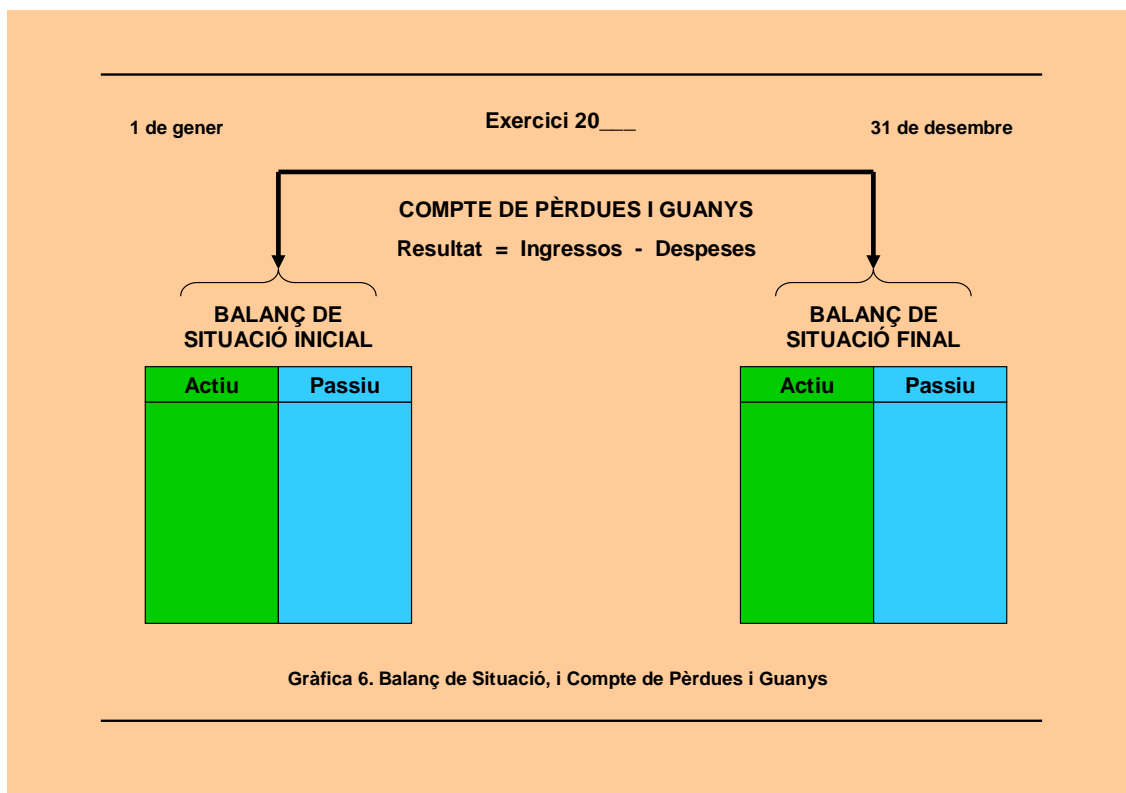 1 de gener
Exercici 20___
31 de desembre
COMPTE DE PÈRDUES I GUANYS
Resultat = Ingressos - Despeses
BALANÇ DE
SITUACIÓ INICIAL
Actiu Passiu
BALANÇ DE
SITUACIÓ FINAL
Actiu Passiu
Gràfica 6. Balanç de Situació, i Compte de Pèrdues i Guanys